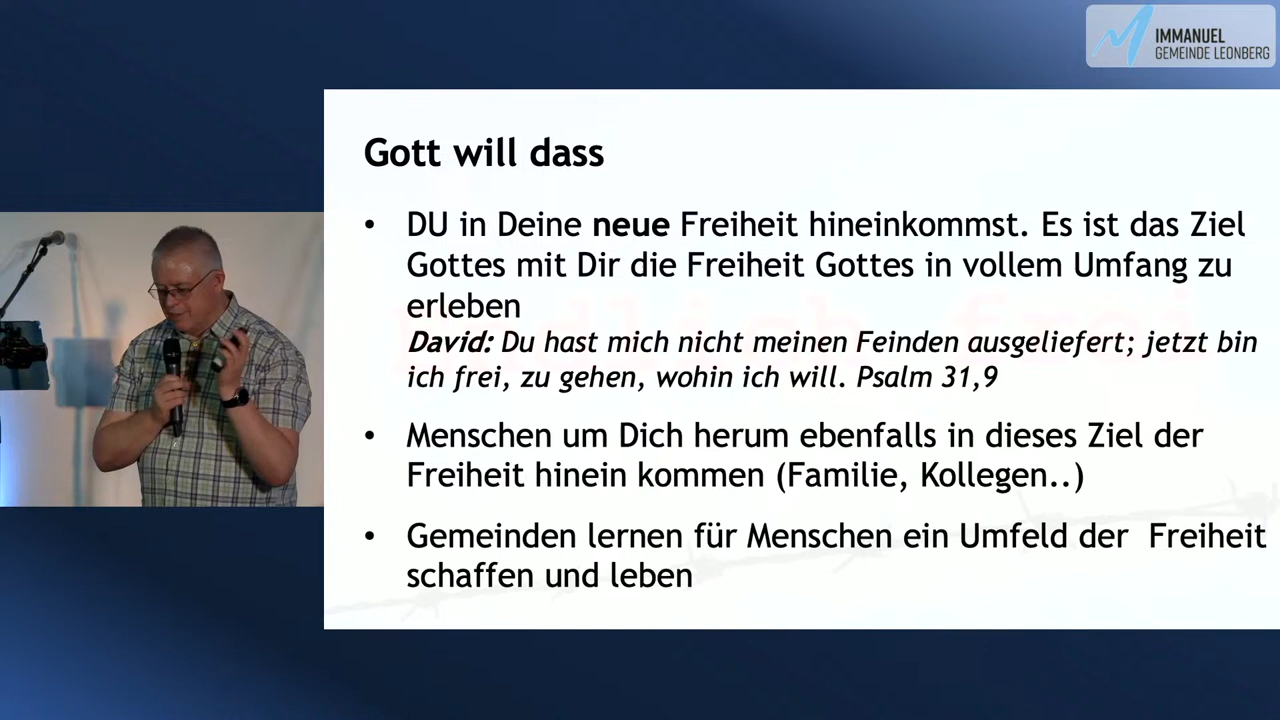 IMMANUEL
GEMEINDE LEONBERG
Gott will dass
• DU in Deine neue Freiheit hineinkommst. Es ist das Ziel
Gottes mit Dir die Freiheit Gottes in vollem Umfang zu
erleben
David: Du hast mich nicht meinen Feinden ausgeliefert; jetzt bin
ich frei, zu gehen, wohin ich will. Psalm 31,9
• Menschen um Dich herum ebenfalls in dieses Ziel der
Freiheit hinein kommen (Familie, Kollegen..)
• Gemeinden lernen für Menschen ein Umfeld der  Freiheit
schaffen und leben